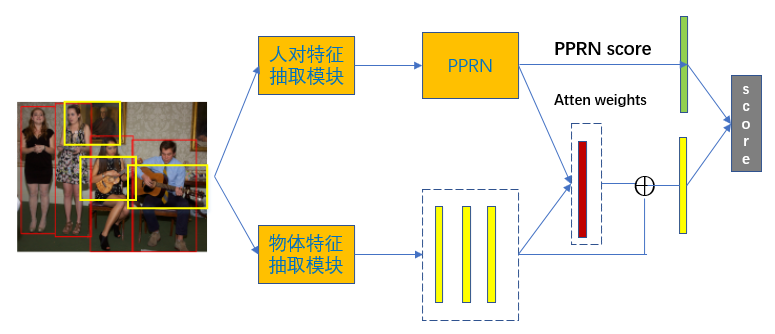 人对特征
抽取模块
PPRN
PPRN score
Atten weights
score
物体特征
抽取模块